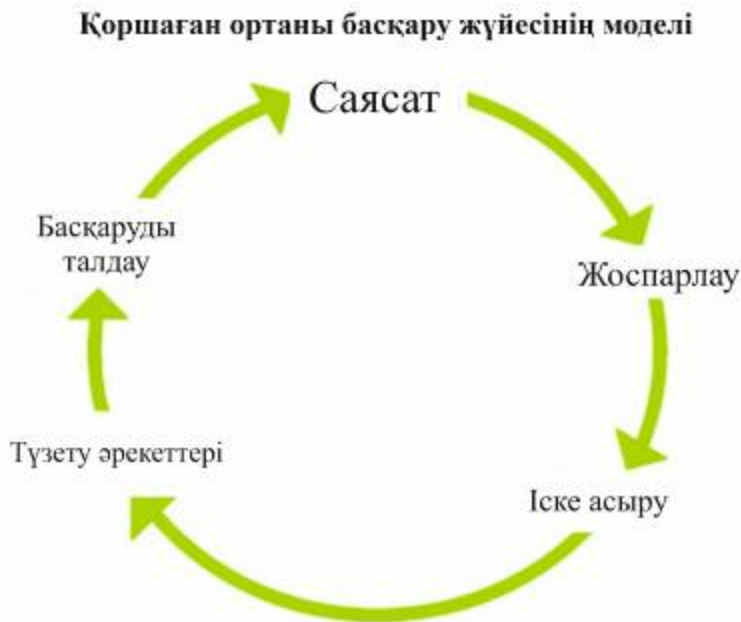 Қоршаған ортаны басқару жүйесінің моделі
Саясат
Жоспарлау
Іске асыру
Түзету әрекеттері
Басқаруды
талдау